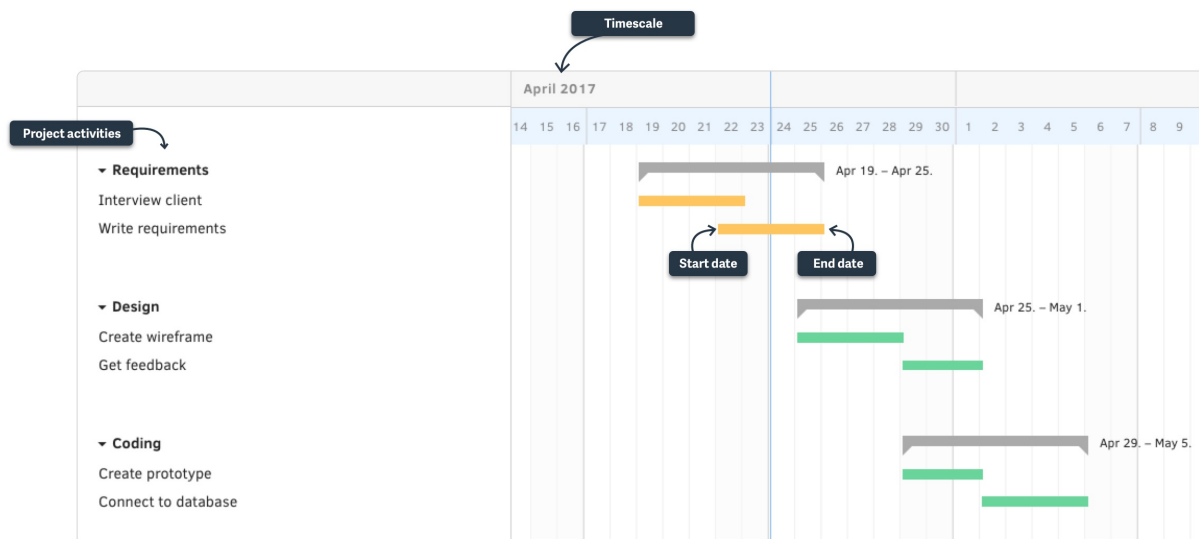 Timescale
April 2017
Project activities
14 15 16 17 18 19 20 21 22 23 24 25 26 27 28 29 30 1 2 3 4 5 6 7 8 9
Requirements
Apr 19. – Apr 25.
Interview client
Write requirements
Start date
End date
Design
Apr 25. – May 1.
Create wireframe
Get feedback
Coding
Apr 29. – May 5.
Create prototype
Connect to database